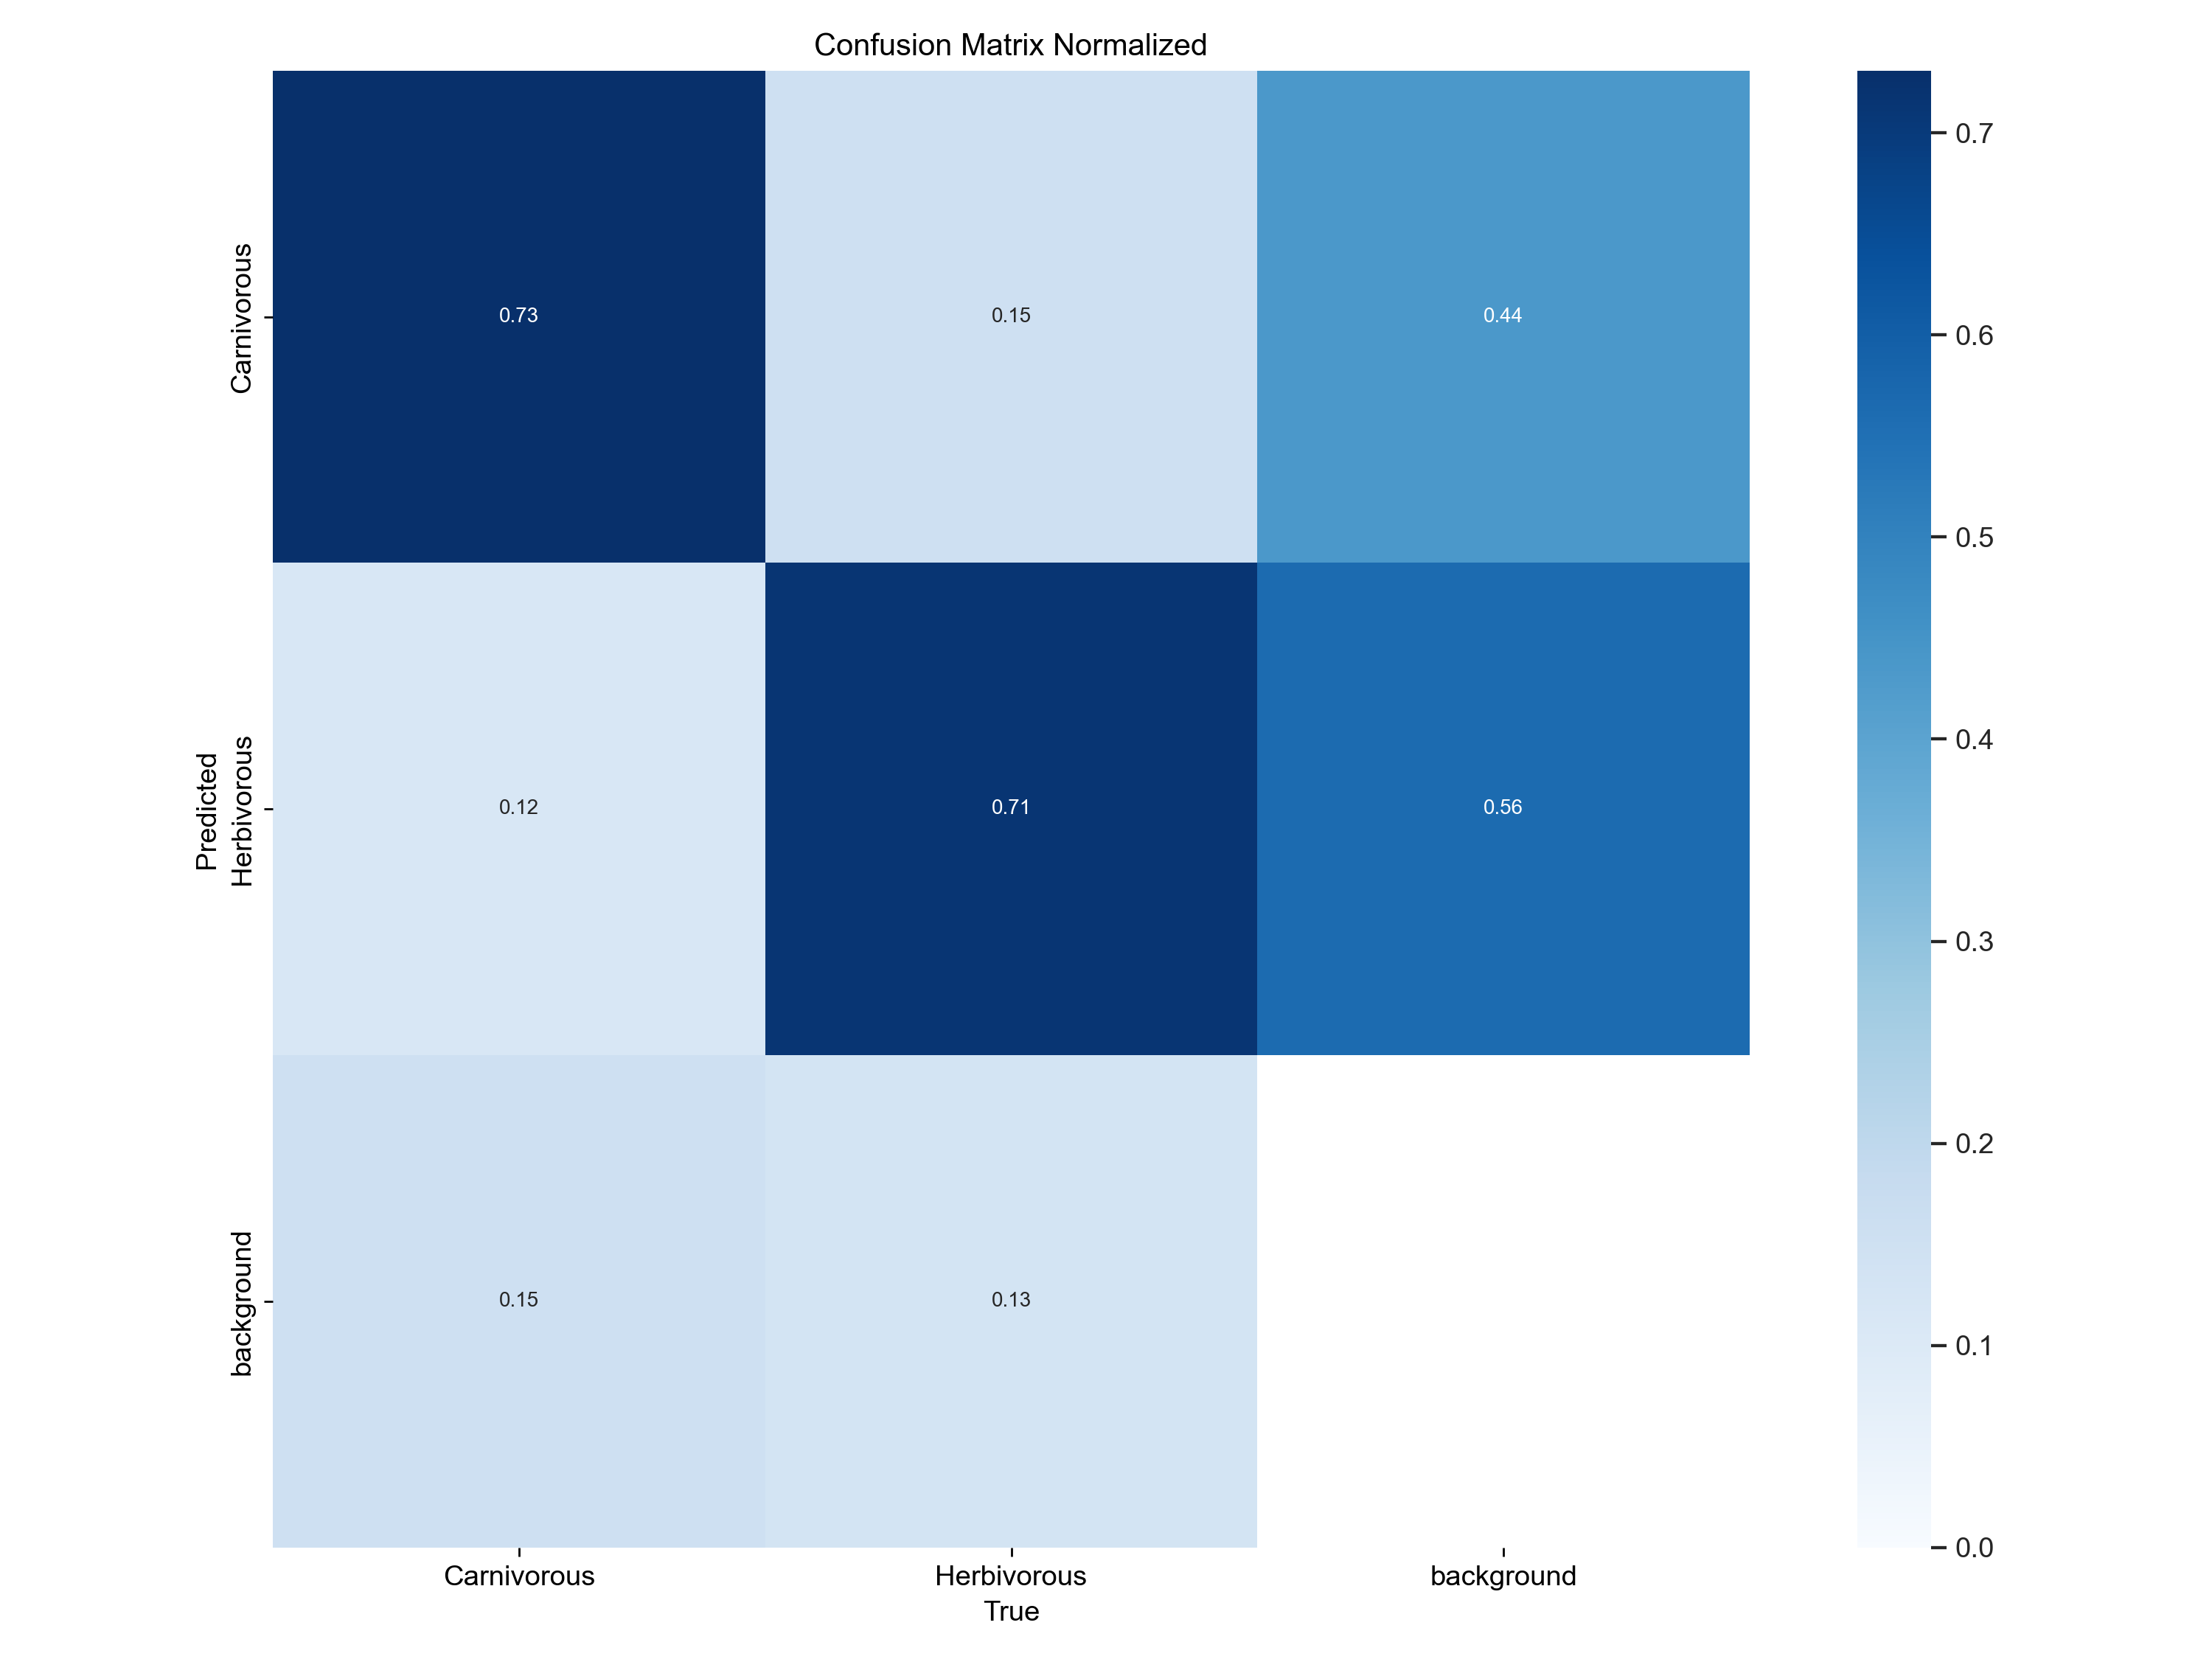 Confusion Matrix Normalized
Predicted
Carnivorous
0.73
0.15
0.44
Herbivorous
0.12
0.71
0.56
background
0.15
0.13
Carnivorous
Herbivorous
background
True
0.7
0.6
0.5
0.4
0.3
0.2
0.1
0.0